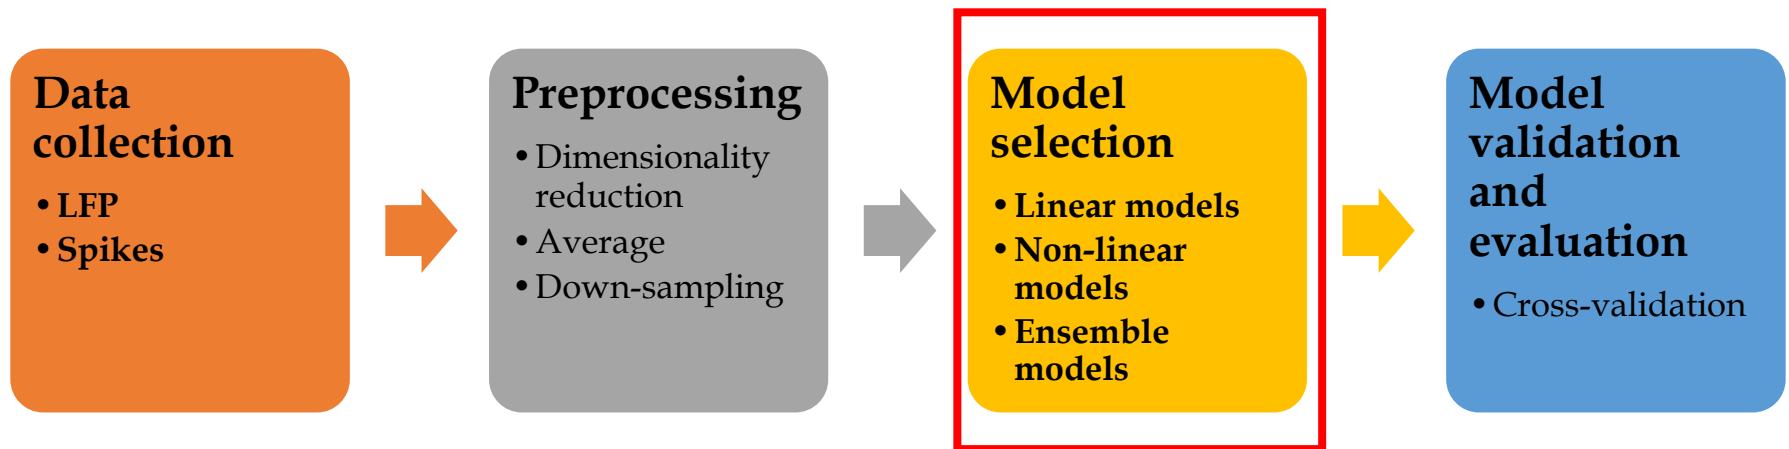 Data
collection
• LFP
• Spikes
Preprocessing
• Dimensionality
reduction
• Average
• Down-sampling
Model
selection
• Linear models
• Non-linear
models
• Ensemble
models
Model
validation
and
evaluation
• Cross-validation